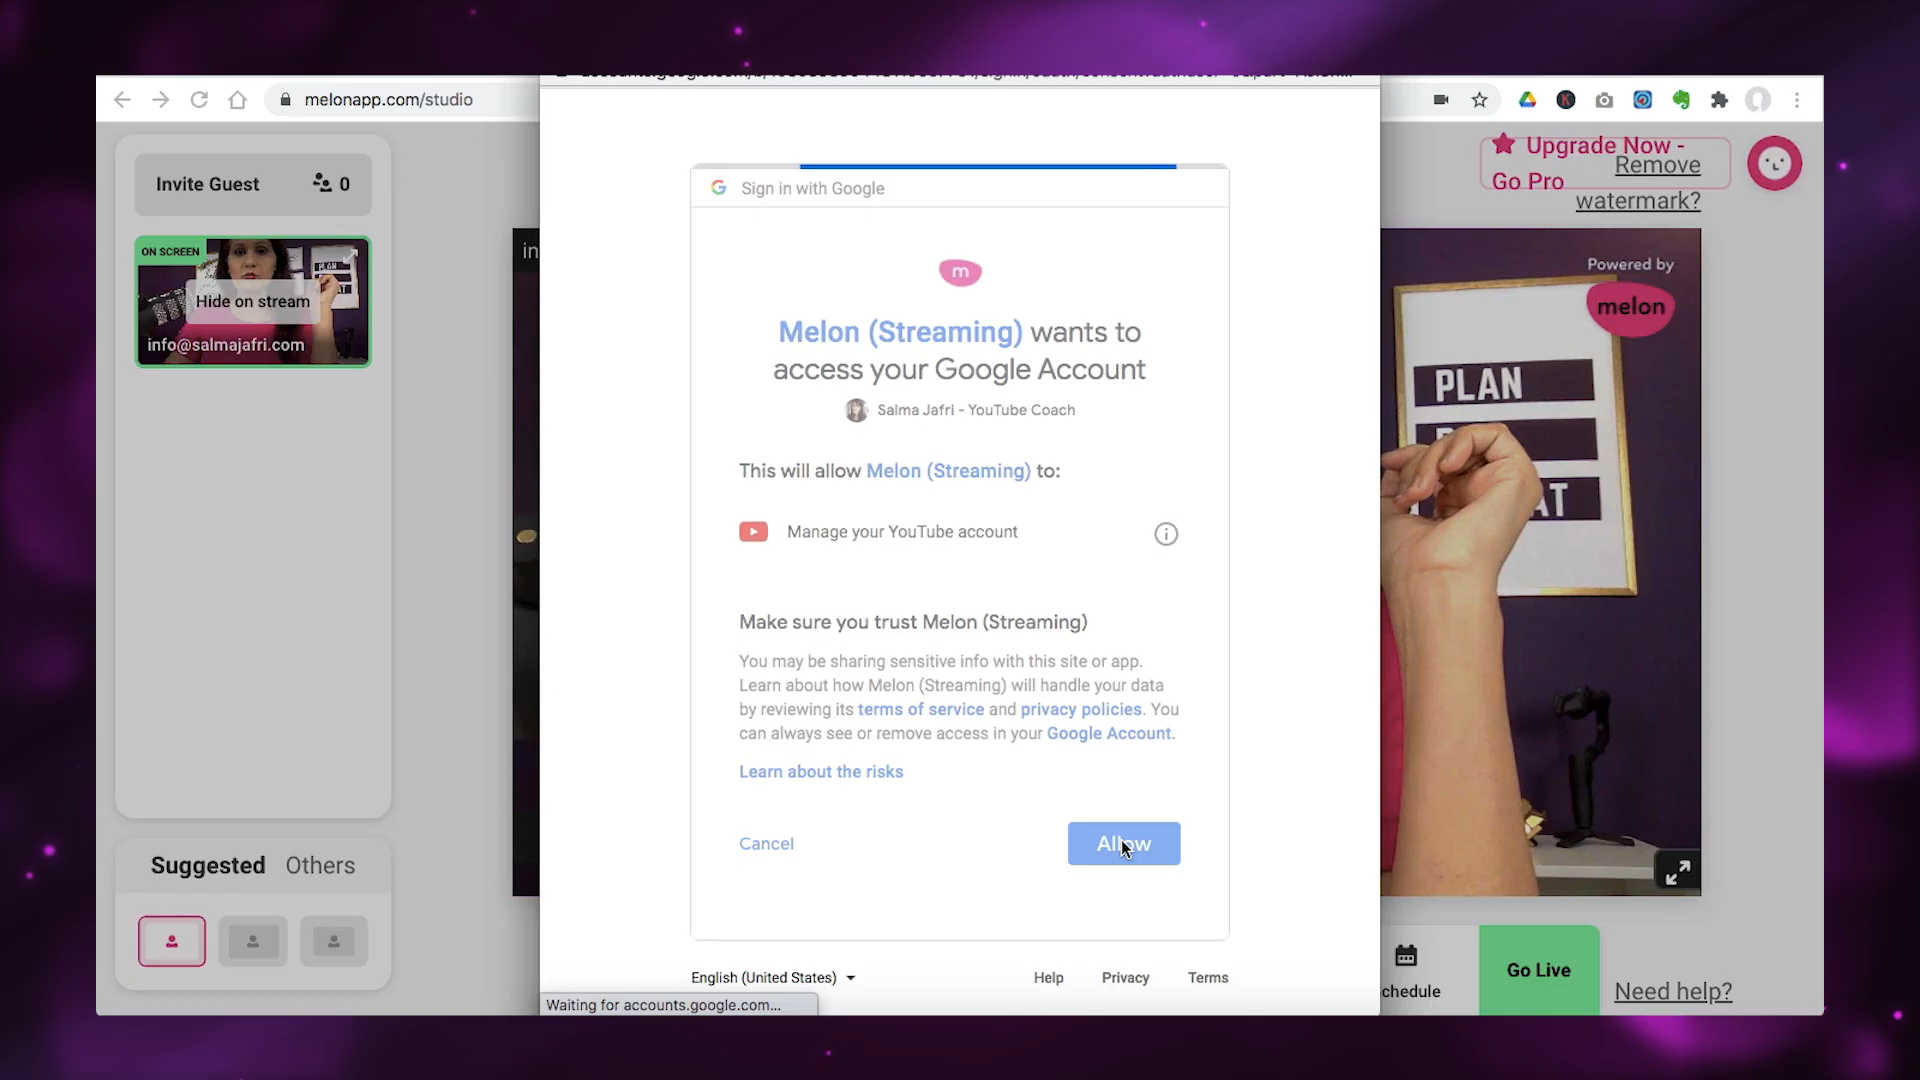 melonapp.com/studio
Invite Guest
0
ON SCREEN
Hide on stream
info@salmajafri.com
Suggested
Others
in
Sign in with Google
m
Melon (Streaming) wants to
access your Google Account
Salma Jafri - YouTube Coach
This will allow Melon (Streaming) to:
Manage your YouTube account
Make sure you trust Melon (Streaming)
You may be sharing sensitive info with this site or app.
Learn about how Melon (Streaming) will handle your data
by reviewing its terms of service and privacy policies. You
can always see or remove access in your Google Account.
Learn about the risks
Cancel
Allow
English (United States)
Help
Privacy
Terms
Waiting for accounts.google.com...
Upgrade Now -
Go Pro
Remove
watermark?
Powered by
melon
PLAN
AT
chedule
Go Live
Need help?